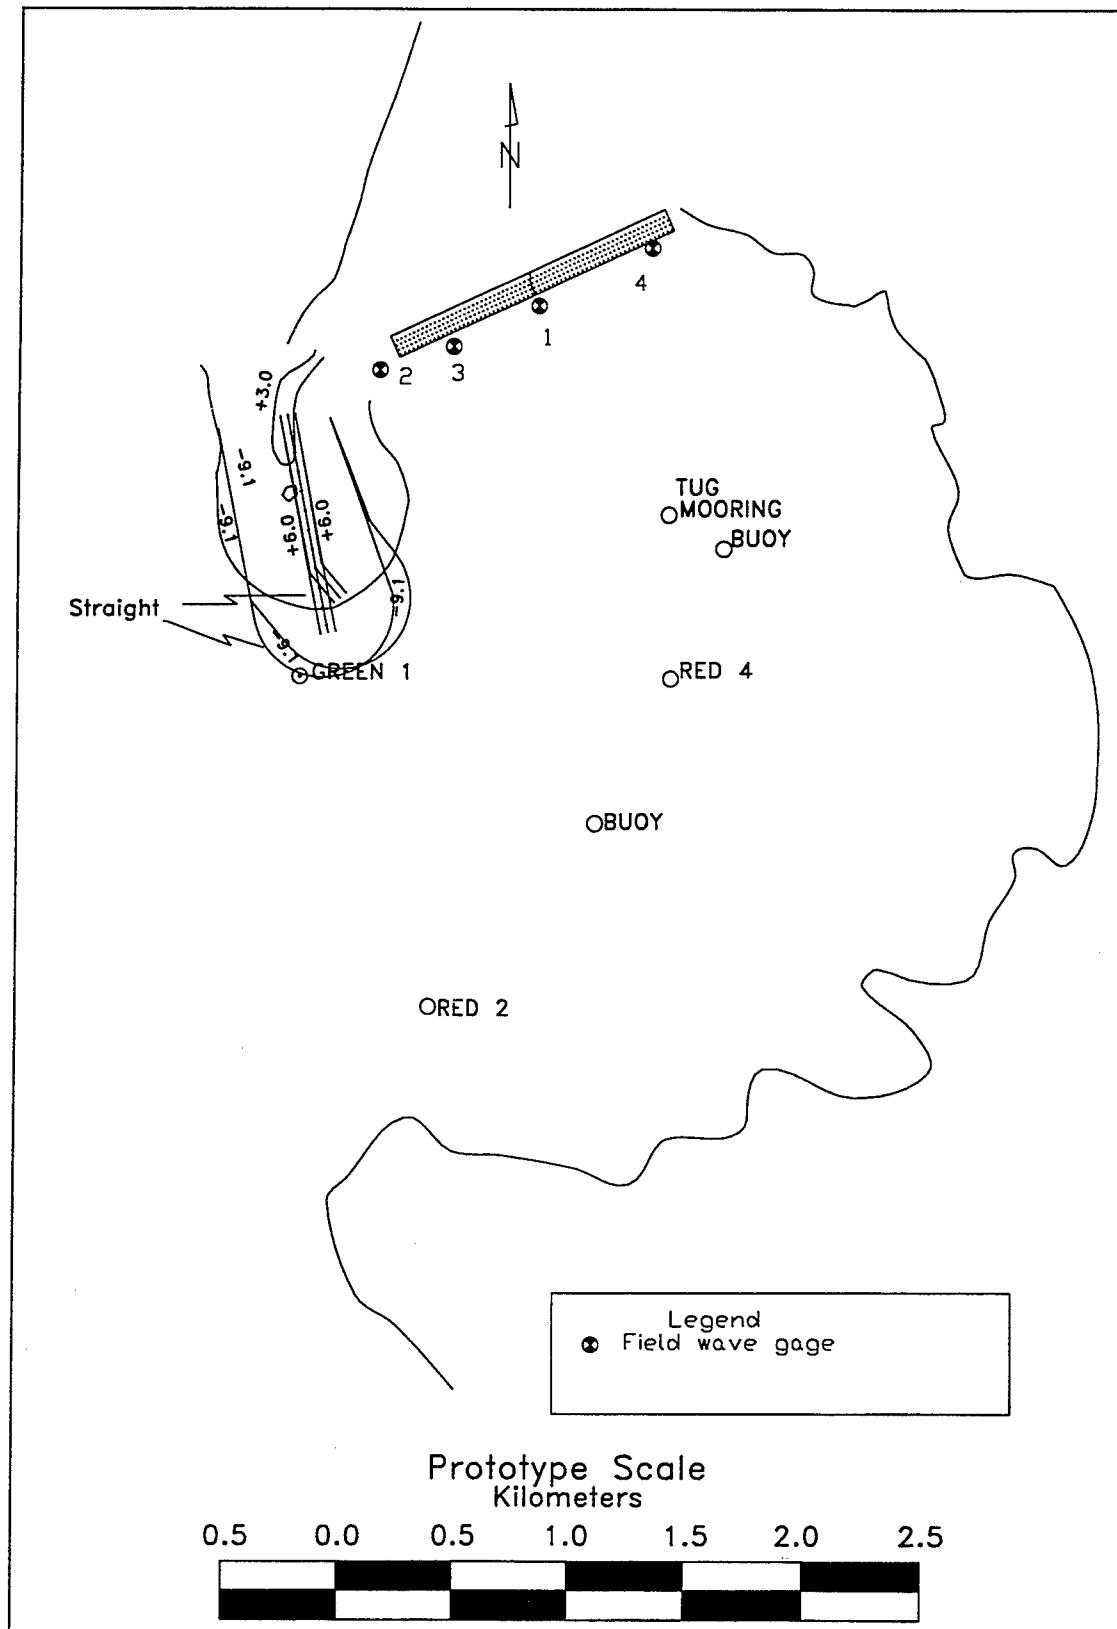 N
4
1
2
3
+3.0
-9.1
-9.1
+6.0
+6.0
TUG
MOORING
BUOY
-9.1
Straight
-9.1
GREEN 1
RED 4
BUOY
RED 2
Legend
Field wave gage
Prototype Scale
Kilometers
0.5 0.0 0.5 1.0 1.5 2.0 2.5